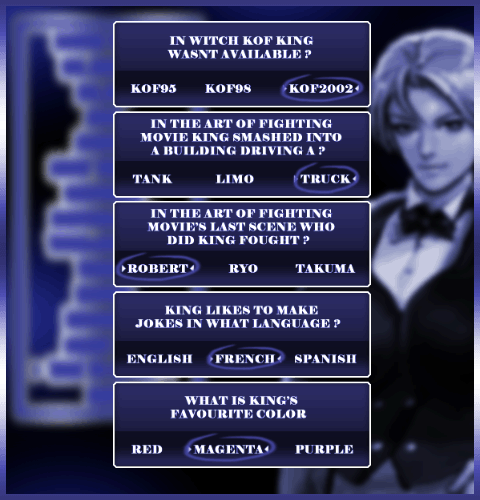 IN WITCH KOF KING
WASNT AVAILABLE ?
KOF95 KOF98 KOF2002
IN THE ART OF FIGHTING
MOVIE KING SMASHED INTO
A BUILDING DRIVING A ?
TANK LIMO TRUCK
IN THE ART OF FIGHTING
MOVIE'S LAST SCENE WHO
DID KING FOUGHT ?
ROBERT RYO TAKUMA
KING LIKES TO MAKE
JOKES IN WHAT LANGUAGE ?
ENGLISH FRENCH SPANISH
WHAT IS KING'S
FAVOURITE COLOR
RED MAGENTA PURPLE